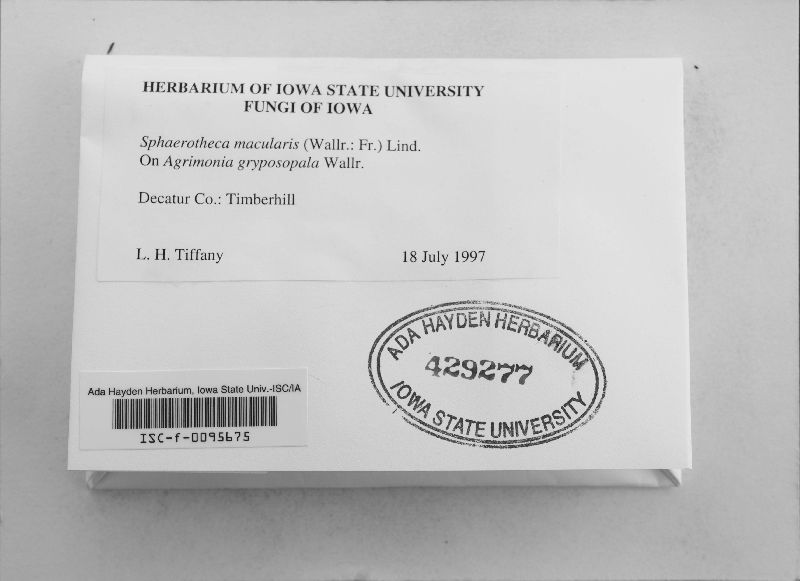 HERBARIUM OF IOWA STATE UNIVERSITY
FUNGI OF IOWA
Sphaerotheca macularis (Wallr.: Fr.) Lind.
On Agrimonia gryposopala Wallr.
Decatur Co.: Timberhill
L. H. Tiffany 18 July 1997
ADA HAYDEN HERBARIUM
429277
IOWA STATE UNIVERSITY
Ada Hayden Herbarium, Iowa State Univ.-ISC/IA
ISC-f-0095675